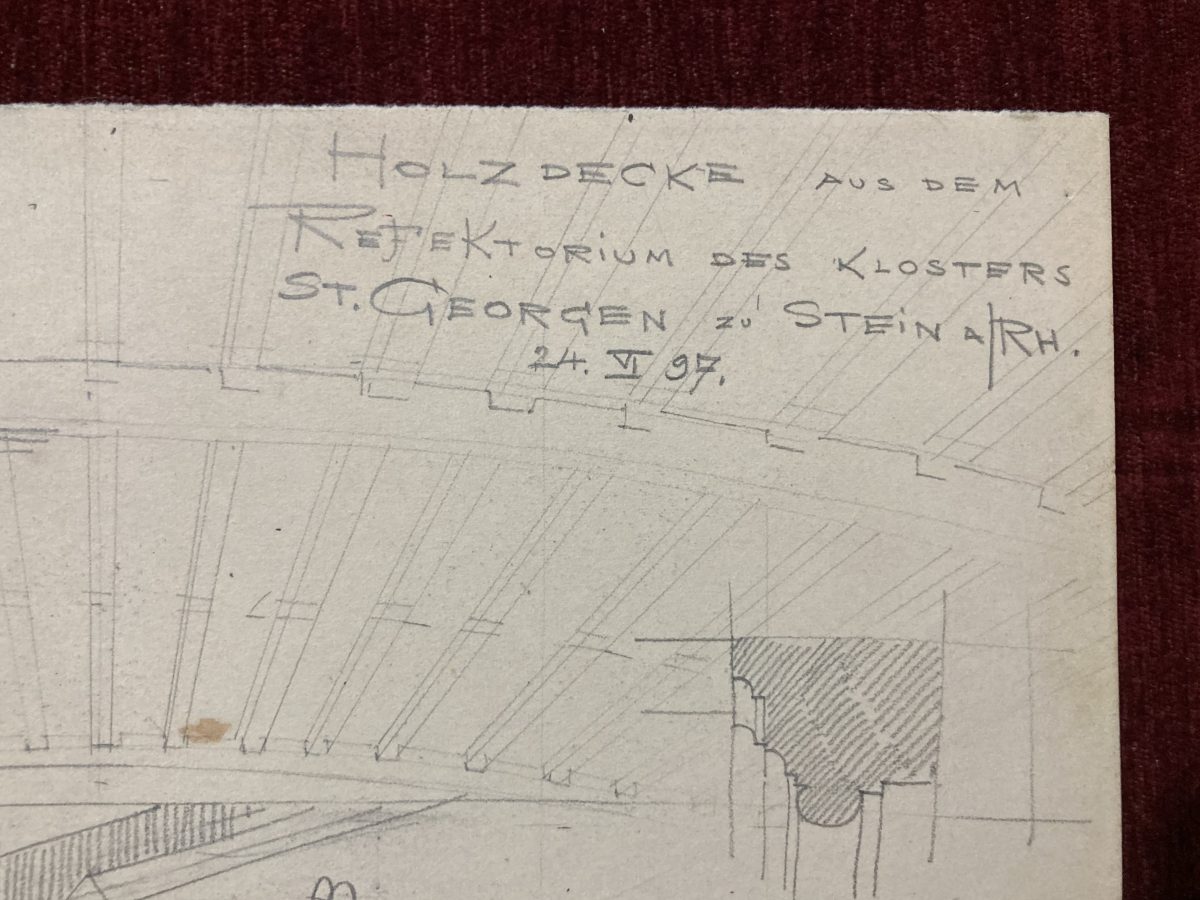 HOLZDECKE AUS DEM
REFEKTORIUM DES KLOSTERS
ST. GEORGEN ZU STEIN A/RH.
24. VI 97.